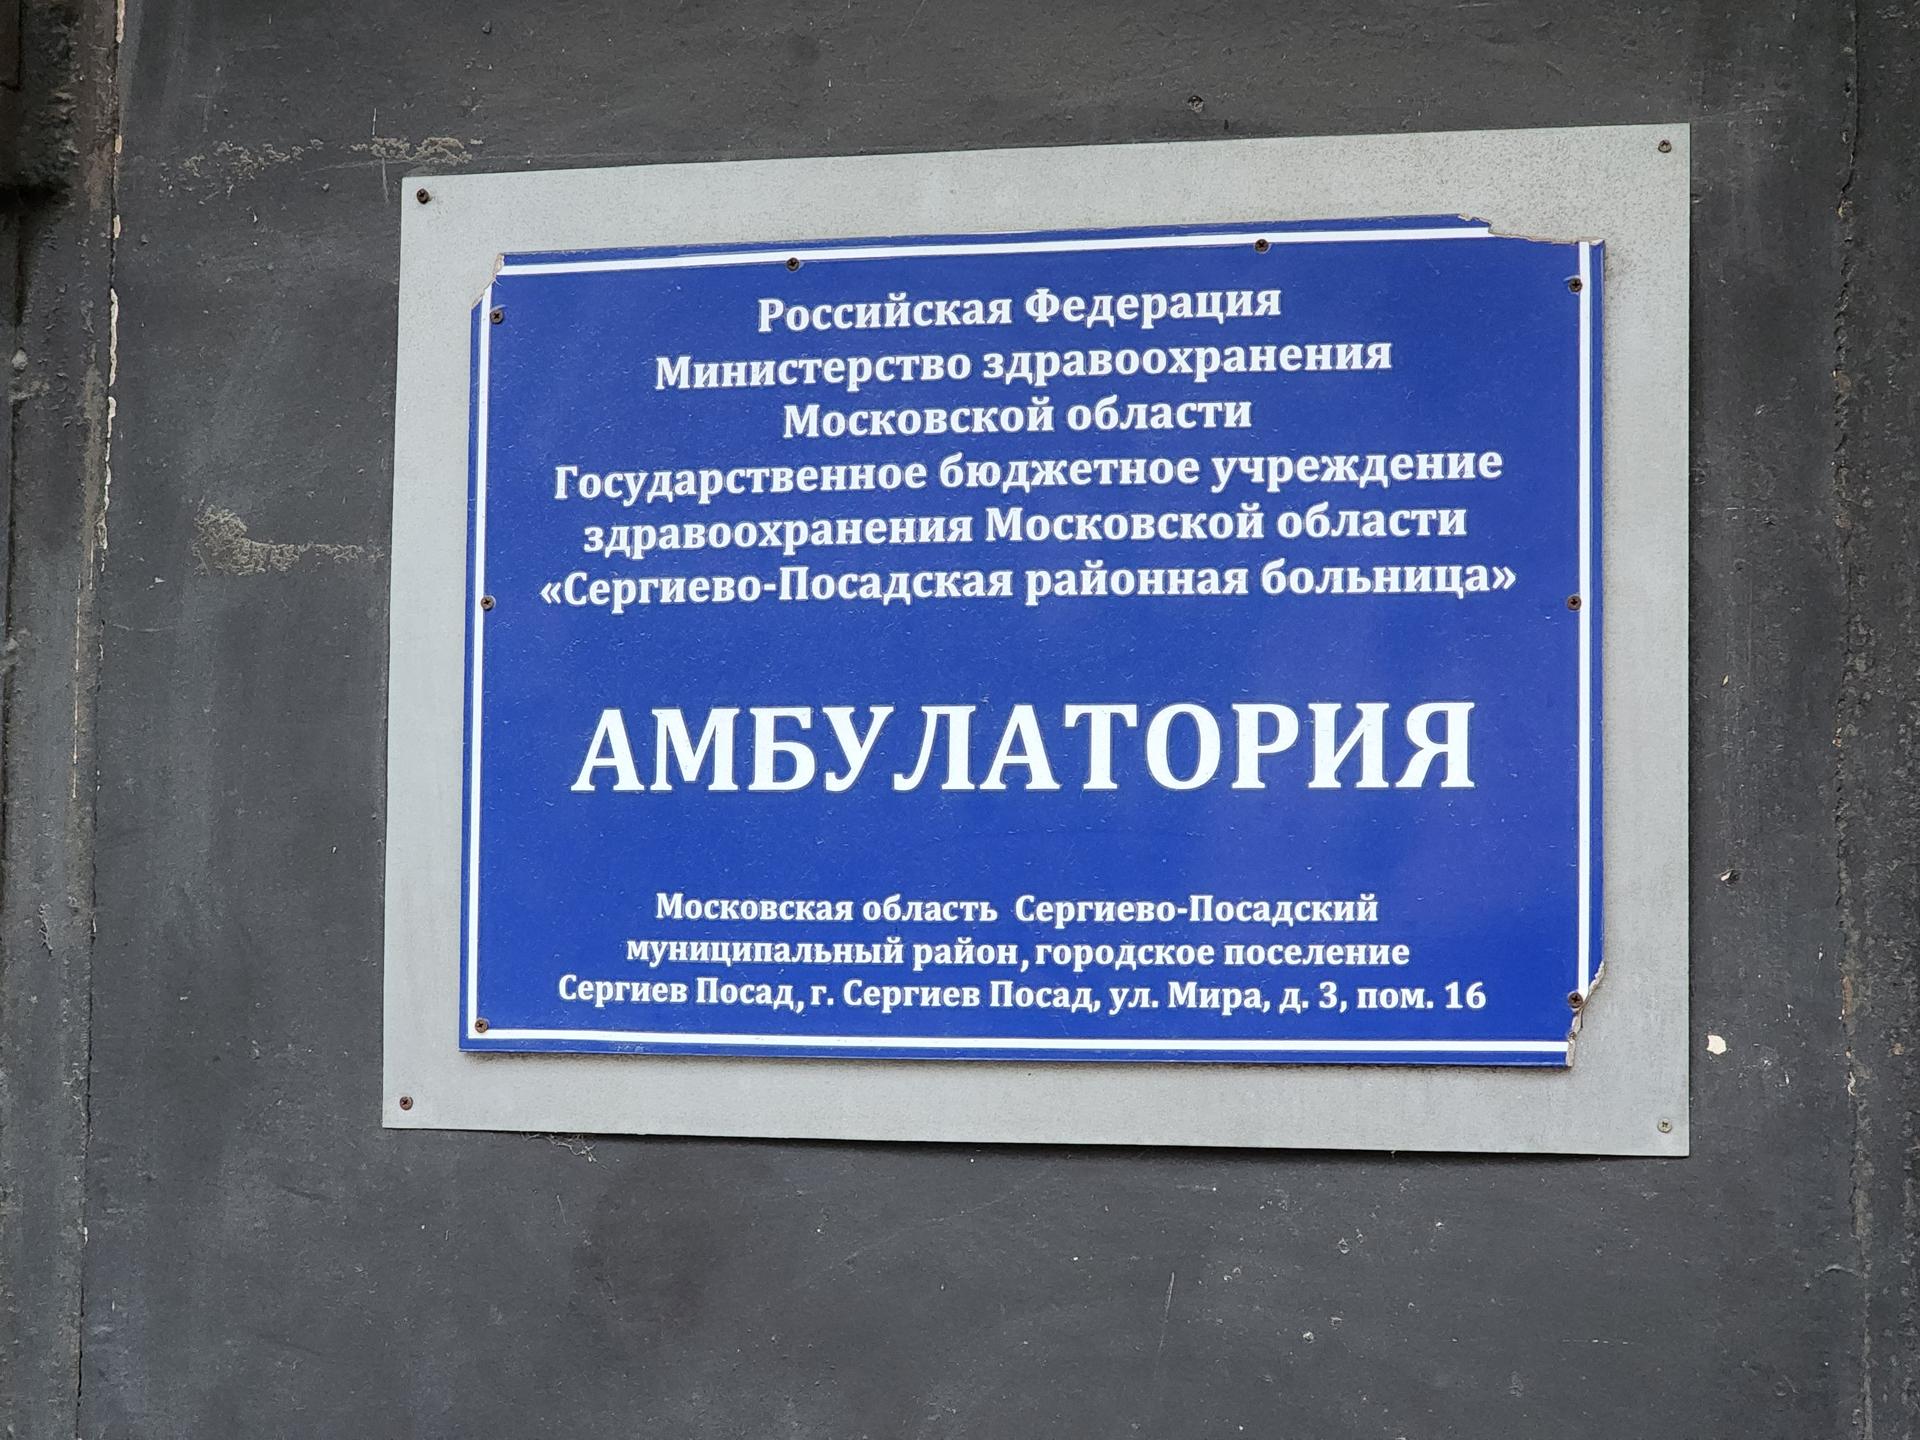 Российская Федерация
Министерство здравоохранения
Московской области
Государственное бюджетное учреждение
здравоохранения Московской области
«Сергиево-Посадская районная больница»
АМБУЛАТОРИЯ
Московская область Сергиево-Посадский
муниципальный район, городское поселение
Сергиев Посад, г. Сергиев Посад, ул. Мира, д. 3, пом. 16